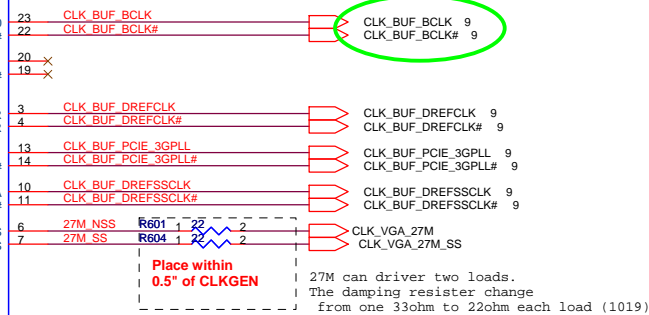 23 CLK_BUF_BCLK CLK_BUF_BCLK 9
22 CLK_BUF_BCLK# CLK_BUF_BCLK# 9
20
19
3 CLK_BUF_DREFCLK CLK_BUF_DREFCLK 9
4 CLK_BUF_DREFCLK# CLK_BUF_DREFCLK# 9
13 CLK_BUF_PCIE_3GPLL CLK_BUF_PCIE_3GPLL 9
14 CLK_BUF_PCIE_3GPLL# CLK_BUF_PCIE_3GPLL# 9
10 CLK_BUF_DREFSSCLK CLK_BUF_DREFSSCLK 9
11 CLK_BUF_DREFSSCLK# CLK_BUF_DREFSSCLK# 9
6 27M_NSS R601 1 22 2 CLK_VGA_27M
7 27M_SS R604 1 22 2 CLK_VGA_27M_SS
Place within
0.5" of CLKGEN
27M can driver two loads.
The damping resister change
from one 33ohm to 22ohm each load (1019)